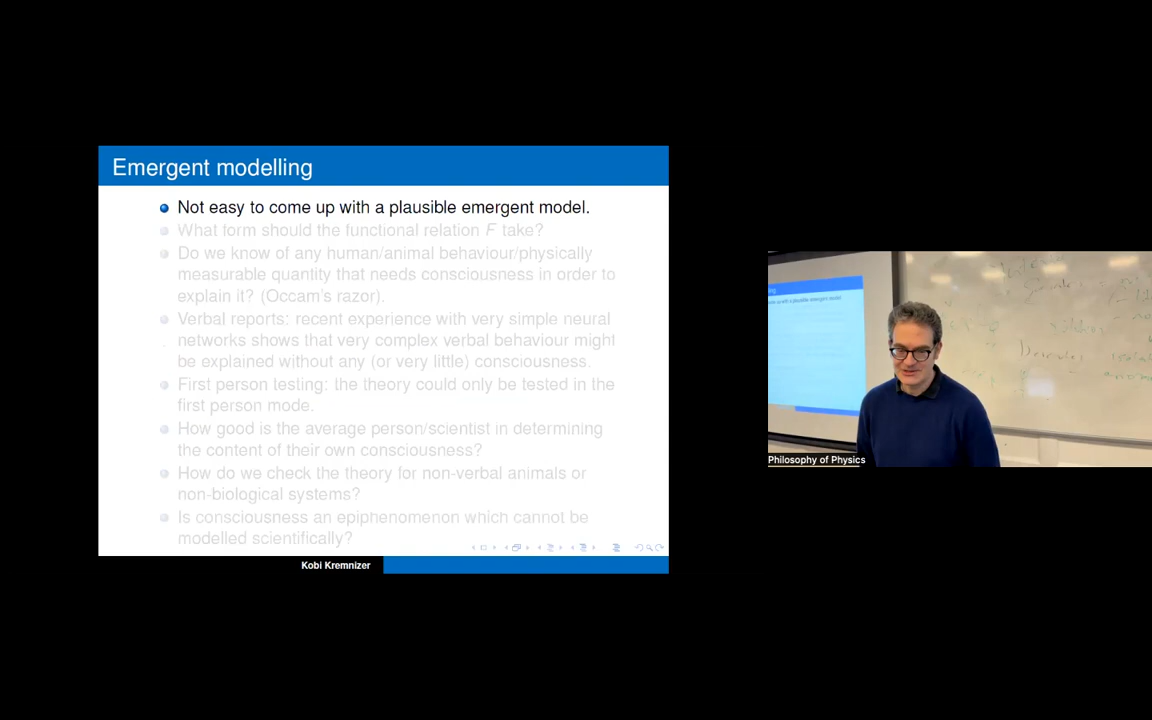 Emergent modelling
Not easy to come up with a plausible emergent model.
What form should the functional relation F take?
Do we know of any human/animal behaviour/physically
measurable quantity that needs consciousness in order to
explain it? (Occam's razor).
Verbal reports: recent experience with very simple neural
networks shows that very complex verbal behaviour might
be explained without any (or very little) consciousness.
First person testing: the theory could only be tested in the
first person mode.
How good is the average person/scientist in determining
the content of their own consciousness?
How do we check the theory for non-verbal animals or
non-biological systems?
Is consciousness an epiphenomenon which cannot be
modelled scientifically?
Kobi Kremnizer
Philosophy of Physics